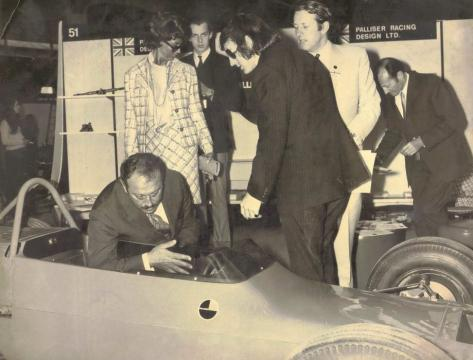 51
PALLISER RACING
DESIGN LTD.
P